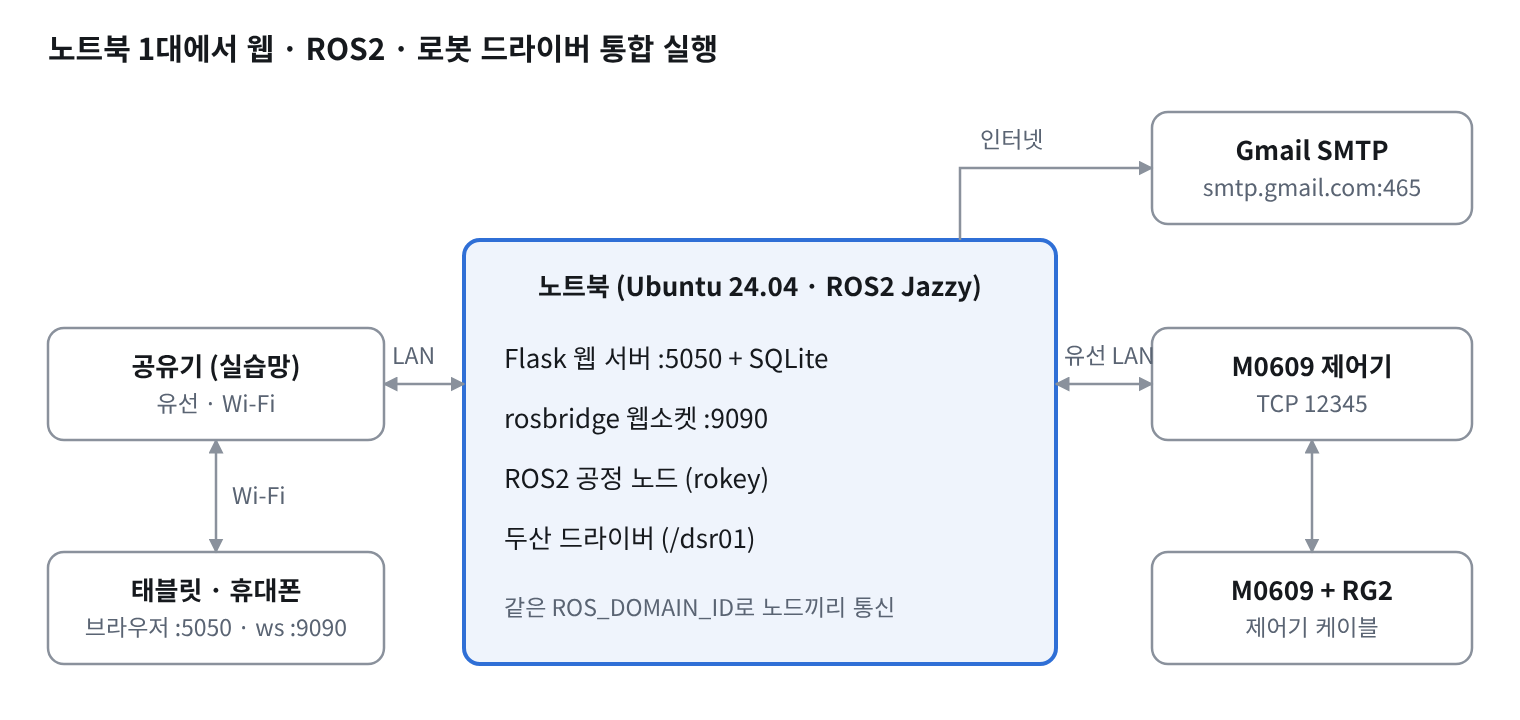 노트북 1대에서 웹 · ROS2 · 로봇 드라이버 통합 실행
인터넷
Gmail SMTP
smtp.gmail.com:465
노트북 (Ubuntu 24.04 · ROS2 Jazzy)
Flask 웹 서버 :5050 + SQLite
rosbridge 웹소켓 :9090
ROS2 공정 노드 (rokey)
두산 드라이버 (/dsr01)
같은 ROS_DOMAIN_ID로 노드끼리 통신
공유기 (실습망)
유선 · Wi-Fi
LAN
Wi-Fi
태블릿 · 휴대폰
브라우저 :5050 · ws :9090
유선 LAN
M0609 제어기
TCP 12345
M0609 + RG2
제어기 케이블